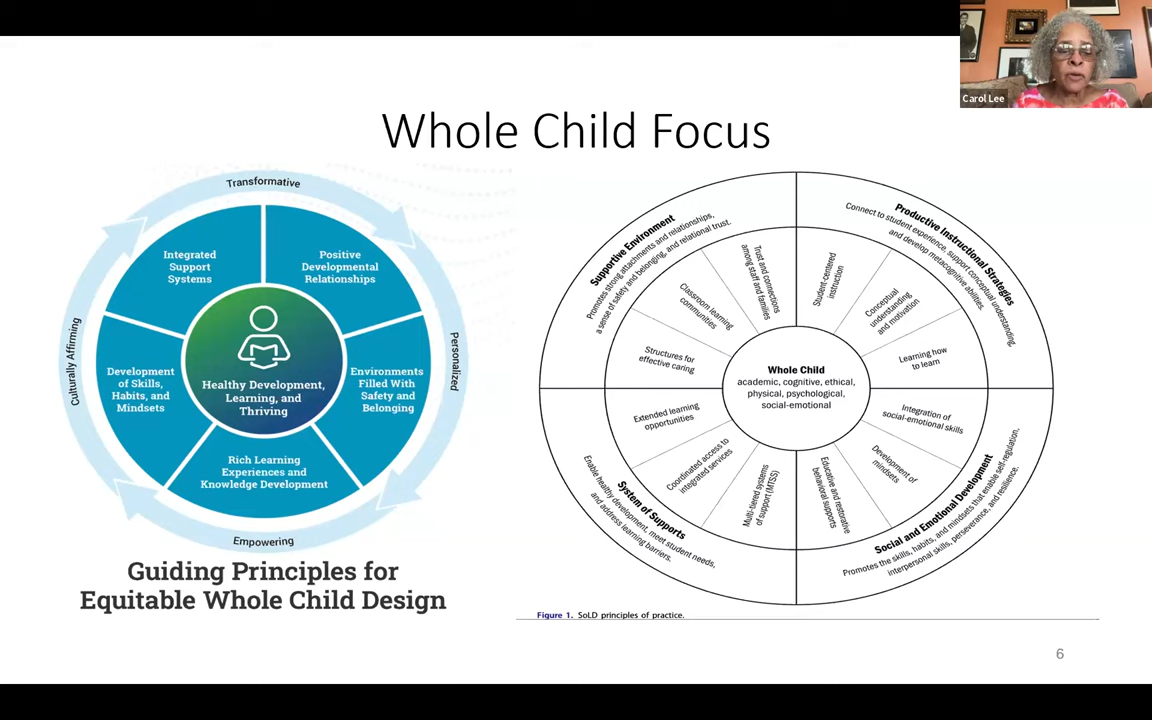 Carol Lee
Whole Child Focus
Transformative
Integrated
Support
Systems
Positive
Developmental
Relationships
Culturally Affirming
Personalized
Development
of Skills,
Habits, and
Mindsets
Healthy Development,
Learning, and
Thriving
Environments
Filled With
Safety and
Belonging
Rich Learning
Experiences and
Knowledge Development
Empowering
Guiding Principles for
Equitable Whole Child Design
Supportive Environment
Promotes strong attachments and relationships,
a sense of safety and belonging, and relational trust.
Productive Instructional Strategies
Connect to student experience, support conceptual understanding,
and develop metacognitive abilities.
Structures for
effective caring
Classroom learning
communities
Trust and connections
among staff and families
Student-centered
instruction
Conceptual
understanding
and motivation
Learning how
to learn
Whole Child
academic, cognitive, ethical,
physical, psychological,
social-emotional
Extended learning
opportunities
Coordinated access to
integrated services
Multi-tiered systems
of support (MTSS)
Educative and restorative
behavioral supports
Development of
mindsets
Integration of
social-emotional skills
System of Supports
Enable healthy development, meet student needs,
and address learning barriers.
Social and Emotional Development
Promotes the skills, habits, and mindsets that enable self-regulation,
interpersonal skills, perseverance, and resilience.
Figure 1. SoLD principles of practice.
6